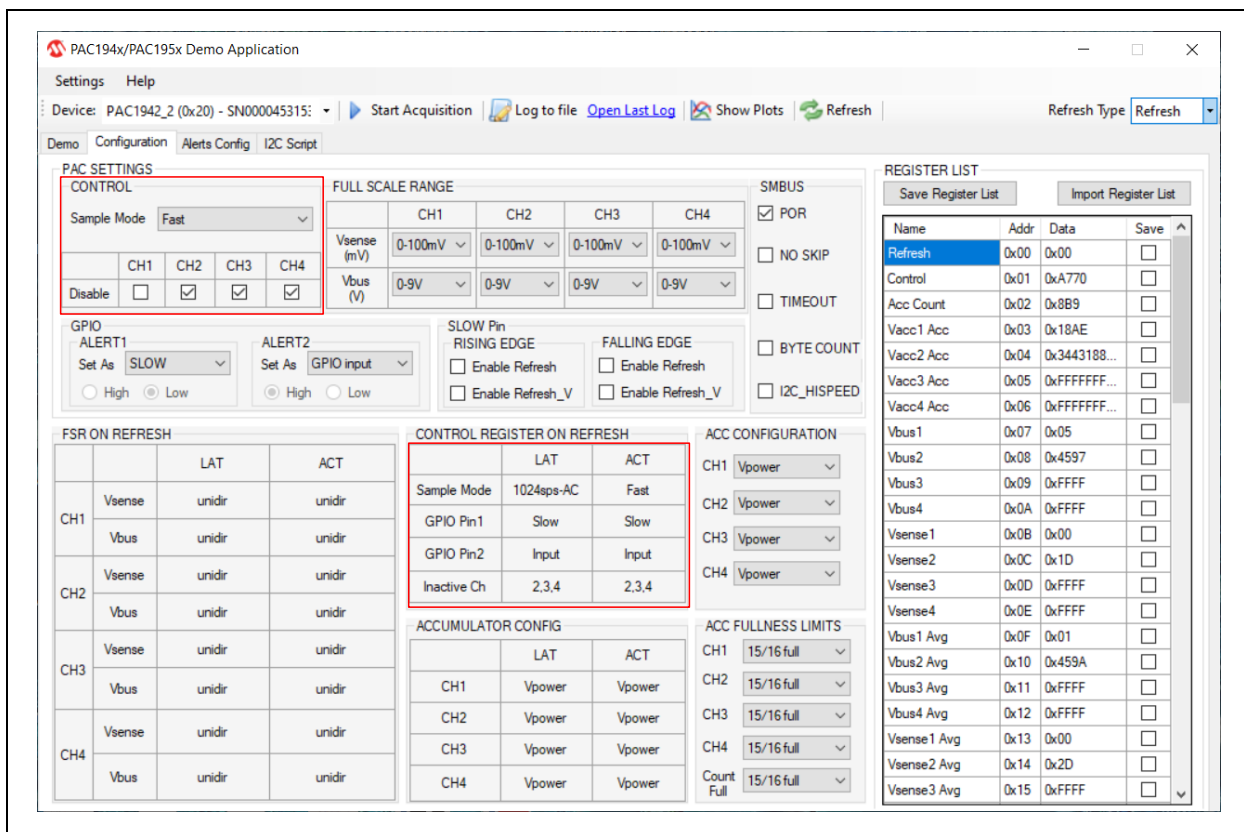 PAC194x/PAC195x Demo Application
Settings Help
Device: PAC1942_2 (0x20) - SN000045315: Start Acquisition Log to file Open Last Log Show Plots Refresh Refresh Type Refresh
Demo Configuration Alerts Config I2C Script
PAC SETTINGS
CONTROL
Sample Mode Fast
CH1 CH2 CH3 CH4
Disable
FULL SCALE RANGE
CH1 CH2 CH3 CH4
Vsense (mV) 0-100mV 0-100mV 0-100mV 0-100mV
Vbus (V) 0-9V 0-9V 0-9V 0-9V
SMBUS
POR
NO SKIP
TIMEOUT
BYTE COUNT
I2C_HISPEED
GPIO
ALERT1
Set As SLOW
High Low
ALERT2
Set As GPIO input
High Low
SLOW Pin
RISING EDGE
Enable Refresh
Enable Refresh_V
FALLING EDGE
Enable Refresh
Enable Refresh_V
FSR ON REFRESH
LAT ACT
CH1 Vsense unidir unidir
Vbus unidir unidir
CH2 Vsense unidir unidir
Vbus unidir unidir
CH3 Vsense unidir unidir
Vbus unidir unidir
CH4 Vsense unidir unidir
Vbus unidir unidir
CONTROL REGISTER ON REFRESH
LAT ACT
Sample Mode 1024sps-AC Fast
GPIO Pin1 Slow Slow
GPIO Pin2 Input Input
Inactive Ch 2,3,4 2,3,4
ACC CONFIGURATION
CH1 Vpower
CH2 Vpower
CH3 Vpower
CH4 Vpower
ACCUMULATOR CONFIG
LAT ACT
CH1 Vpower Vpower
CH2 Vpower Vpower
CH3 Vpower Vpower
CH4 Vpower Vpower
ACC FULLNESS LIMITS
CH1 15/16 full
CH2 15/16 full
CH3 15/16 full
CH4 15/16 full
Count Full 15/16 full
REGISTER LIST
Save Register List Import Register List
Name Addr Data Save
Refresh 0x00 0x00
Control 0x01 0xA770
Acc Count 0x02 0x8B9
Vacc1 Acc 0x03 0x18AE
Vacc2 Acc 0x04 0x3443188...
Vacc3 Acc 0x05 0xFFFFFFF...
Vacc4 Acc 0x06 0xFFFFFFF...
Vbus1 0x07 0x05
Vbus2 0x08 0x4597
Vbus3 0x09 0xFFFF
Vbus4 0x0A 0xFFFF
Vsense1 0x0B 0x00
Vsense2 0x0C 0x1D
Vsense3 0x0D 0xFFFF
Vsense4 0x0E 0xFFFF
Vbus1 Avg 0x0F 0x01
Vbus2 Avg 0x10 0x459A
Vbus3 Avg 0x11 0xFFFF
Vbus4 Avg 0x12 0xFFFF
Vsense1 Avg 0x13 0x00
Vsense2 Avg 0x14 0x2D
Vsense3 Avg 0x15 0xFFFF